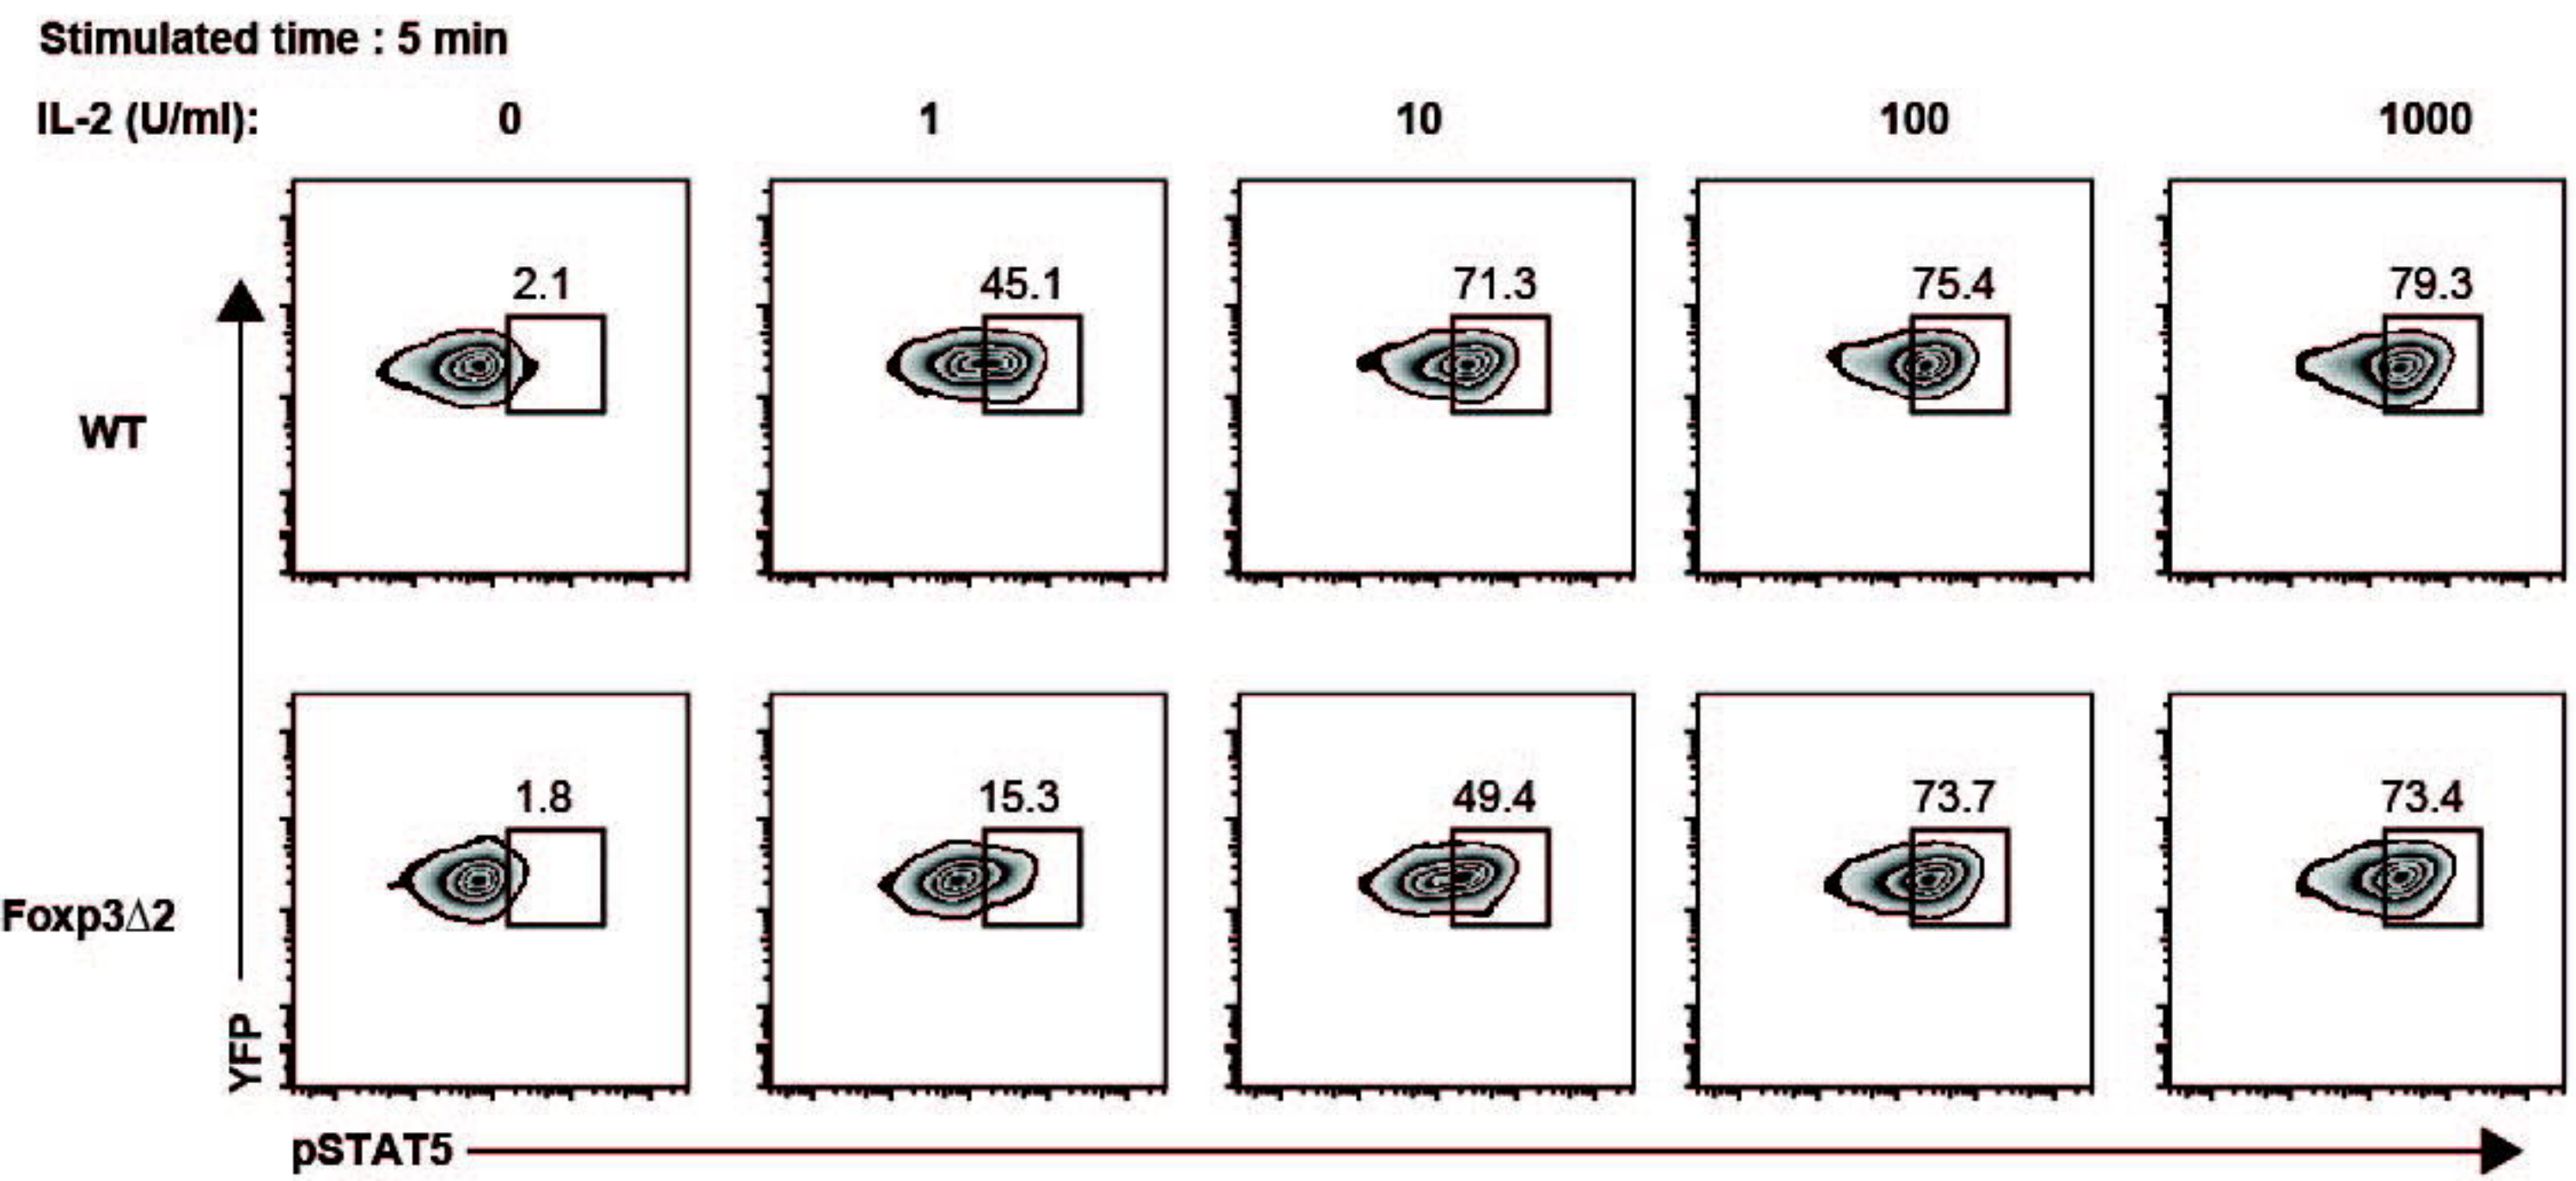 Stimulated time : 5 min
IL-2 (U/ml): 0 1 10 100 1000
2.1 45.1 71.3 75.4 79.3
WT
1.8 15.3 49.4 73.7 73.4
Foxp3Δ2
YFP
pSTAT5